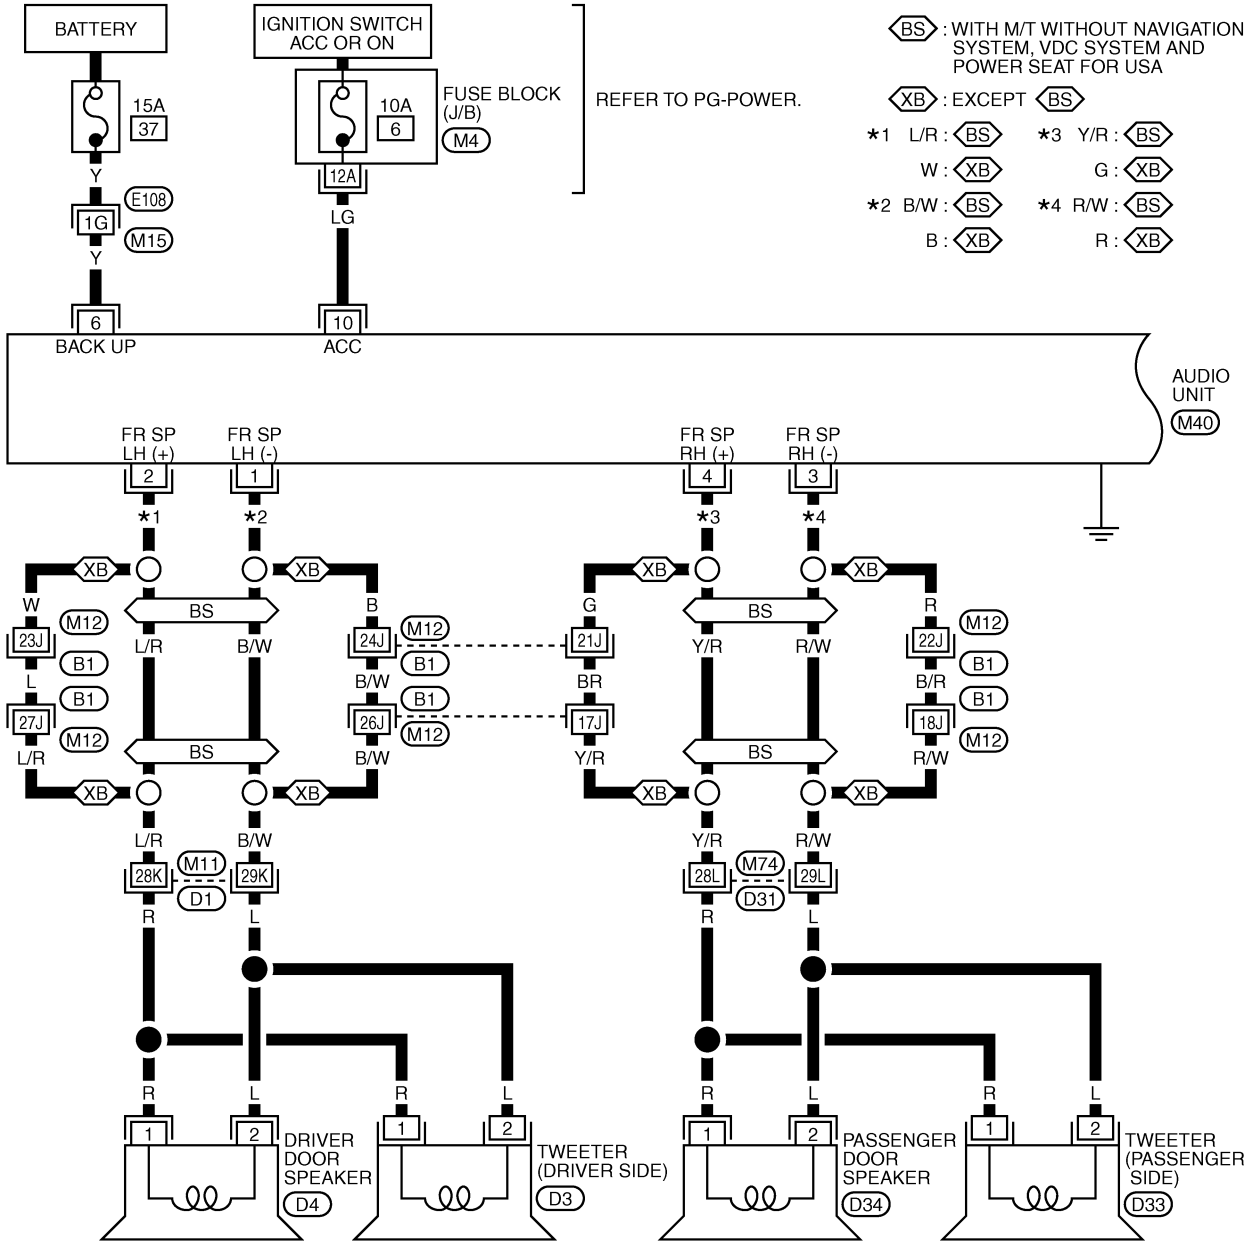 BATTERY
IGNITION SWITCH
ACC OR ON
15A
37
10A
6
FUSE BLOCK
(J/B)
M4
REFER TO PG-POWER.
BS : WITH M/T WITHOUT NAVIGATION
SYSTEM, VDC SYSTEM AND
POWER SEAT FOR USA
XB : EXCEPT BS
*1 L/R : BS *3 Y/R : BS
W : XB G : XB
*2 B/W : BS *4 R/W : BS
B : XB R : XB
Y
12A
E108
1G
LG
M15
Y
6
10
BACK UP
ACC
AUDIO
UNIT
M40
FR SP
LH (+)
FR SP
LH (-)
FR SP
RH (+)
FR SP
RH (-)
2
1
4
3
*1
*2
*3
*4
XB
XB
XB
XB
W
BS
B
G
BS
R
M12
M12
M12
23J
L/R
B/W
24J
21J
Y/R
R/W
22J
B1
B1
B1
L
B/W
BR
B/R
B1
B1
B1
27J
26J
17J
18J
M12
M12
M12
L/R
BS
B/W
Y/R
BS
R/W
XB
XB
XB
XB
L/R
B/W
Y/R
R/W
M11
M74
28K
29K
28L
29L
D1
D31
R
L
R
L
R
L
R
L
R
L
R
L
1
2
1
2
1
2
1
2
DRIVER
DOOR
SPEAKER
D4
TWEETER
(DRIVER SIDE)
D3
PASSENGER
DOOR
SPEAKER
D34
TWEETER
(PASSENGER
SIDE)
D33